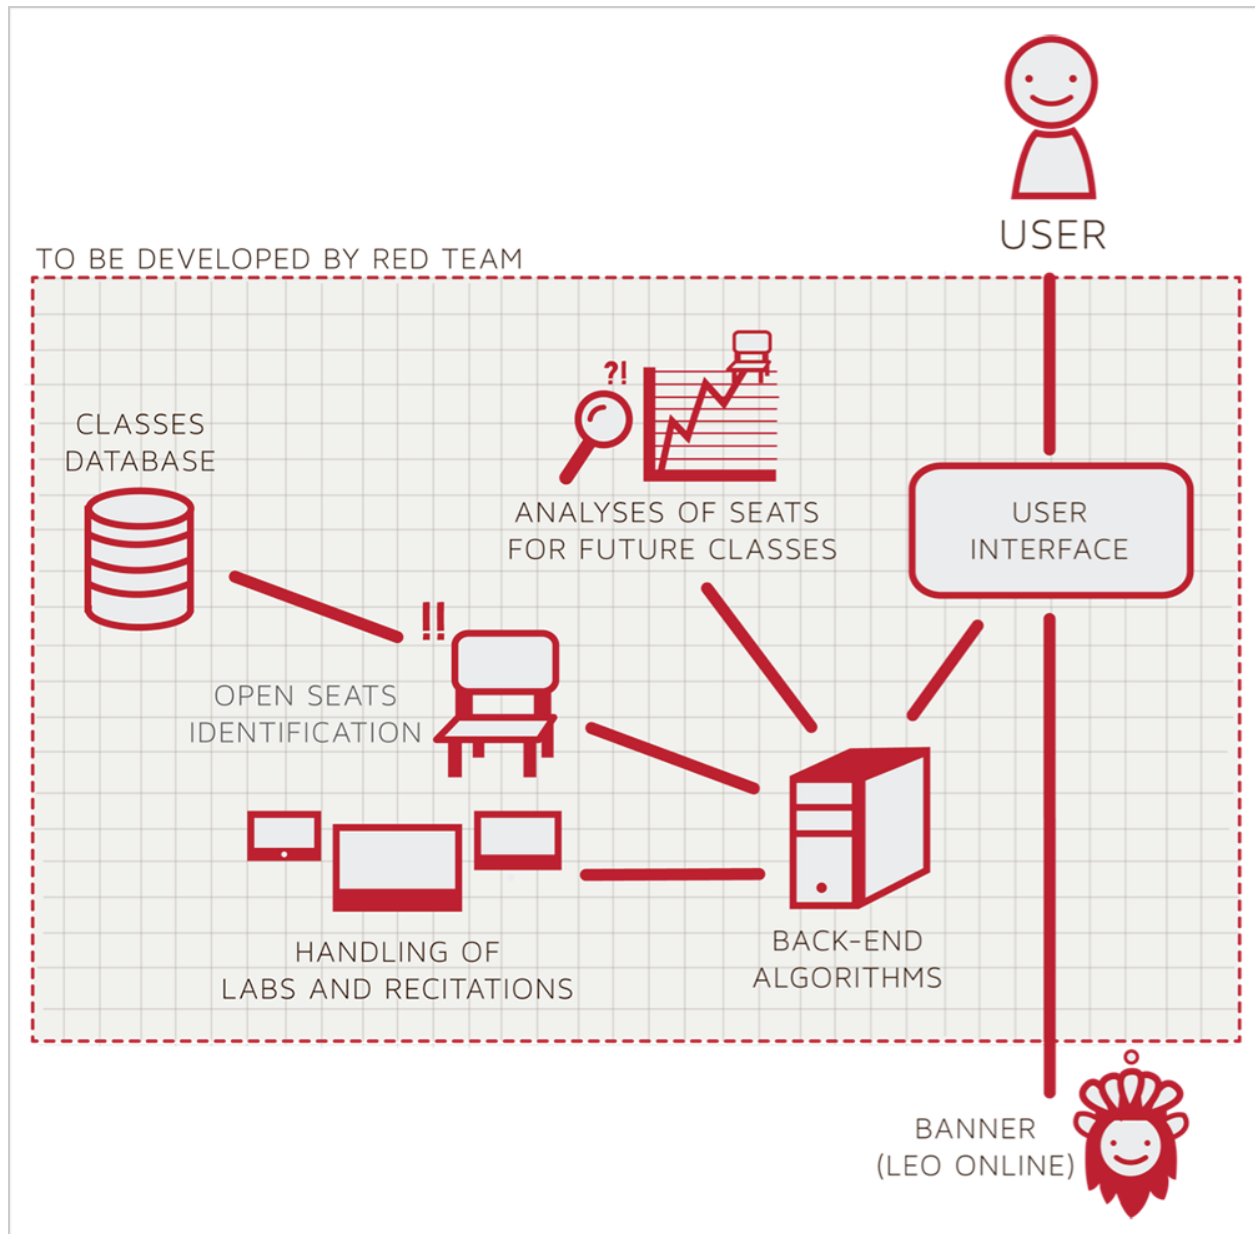 USER
TO BE DEVELOPED BY RED TEAM
?!
CLASSES
DATABASE
ANALYSES OF SEATS
FOR FUTURE CLASSES
USER
INTERFACE
!!
OPEN SEATS
IDENTIFICATION
HANDLING OF
LABS AND RECITATIONS
BACK-END
ALGORITHMS
BANNER
(LEO ONLINE)